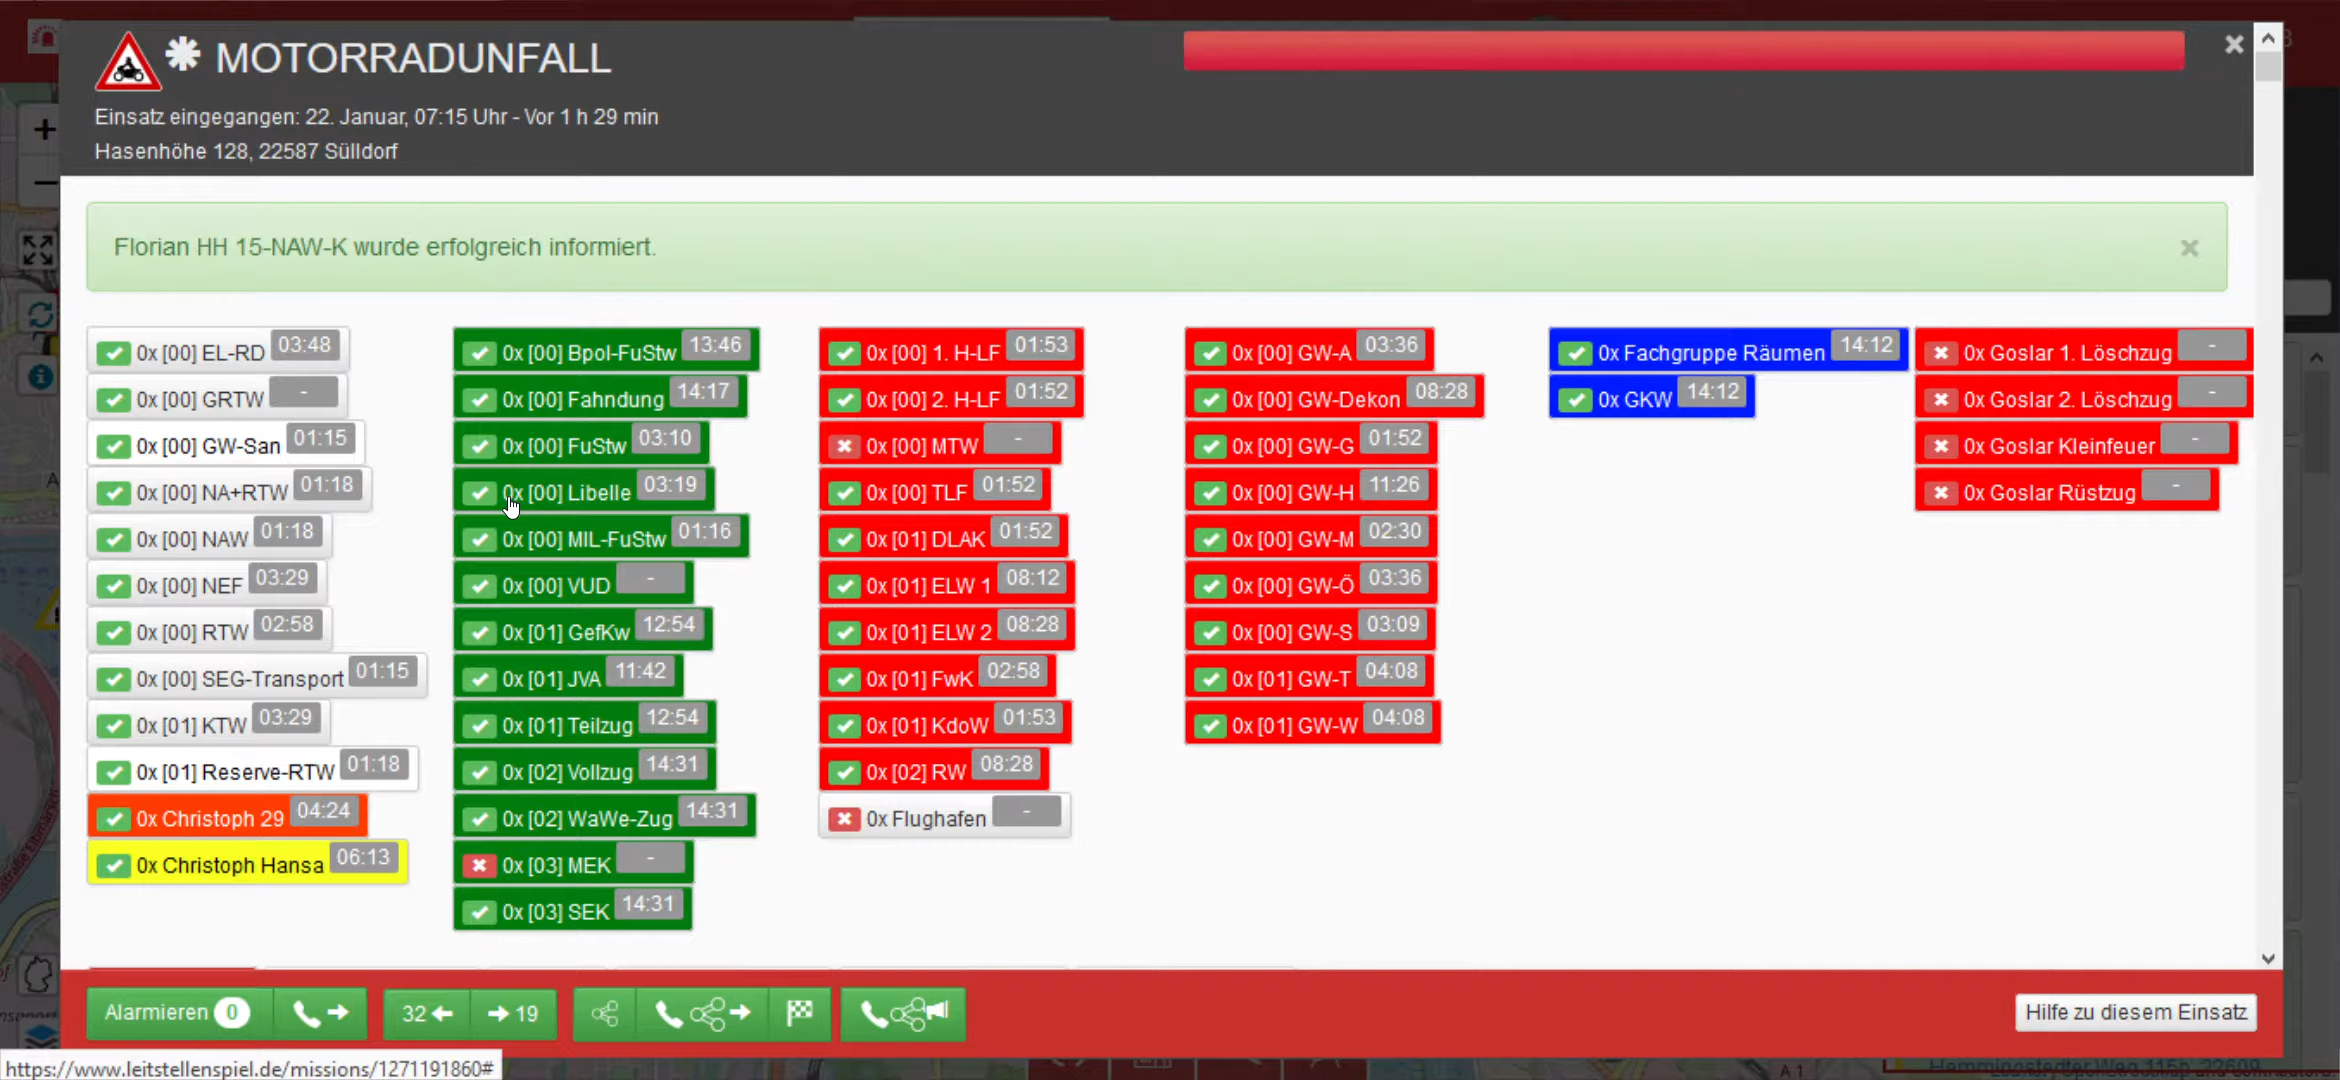 MOTORRADUNFALL
Einsatz eingegangen: 22. Januar, 07:15 Uhr - Vor 1 h 29 min
Hasenhöhe 128, 22587 Sülldorf
Florian HH 15-NAW-K wurde erfolgreich informiert.
0x [00] EL-RD 03:48
0x [00] GRTW -
0x [00] GW-San 01:15
0x [00] NA+RTW 01:18
0x [00] NAW 01:18
0x [00] NEF 03:29
0x [00] RTW 02:58
0x [00] SEG-Transport 01:15
0x [01] KTW 03:29
0x [01] Reserve-RTW 01:18
0x Christoph 29 04:24
0x Christoph Hansa 06:13
0x [00] Bpol-FuStw 13:46
0x [00] Fahndung 14:17
0x [00] FuStw 03:10
0x [00] Libelle 03:19
0x [00] MIL-FuStw 01:16
0x [00] VUD -
0x [01] GefKw 12:54
0x [01] JVA 11:42
0x [01] Teilzug 12:54
0x [02] Vollzug 14:31
0x [02] WaWe-Zug 14:31
0x [03] MEK -
0x [03] SEK 14:31
0x [00] 1. H-LF 01:53
0x [00] 2. H-LF 01:52
0x [00] MTW -
0x [00] TLF 01:52
0x [01] DLAK 01:52
0x [01] ELW 1 08:12
0x [01] ELW 2 08:28
0x [01] FwK 02:58
0x [01] KdoW 01:53
0x [02] RW 08:28
0x Flughafen -
0x [00] GW-A 03:36
0x [00] GW-Dekon 08:28
0x [00] GW-G 01:52
0x [00] GW-H 11:26
0x [00] GW-M 02:30
0x [00] GW-Ö 03:36
0x [00] GW-S 03:09
0x [01] GW-T 04:08
0x [01] GW-W 04:08
0x Fachgruppe Räumen 14:12
0x GKW 14:12
0x Goslar 1. Löschzug -
0x Goslar 2. Löschzug -
0x Goslar Kleinfeuer -
0x Goslar Rüstzug -
Alarmieren 0
32
19
Hilfe zu diesem Einsatz
https://www.leitstellenspiel.de/missions/1271191860#
A 1